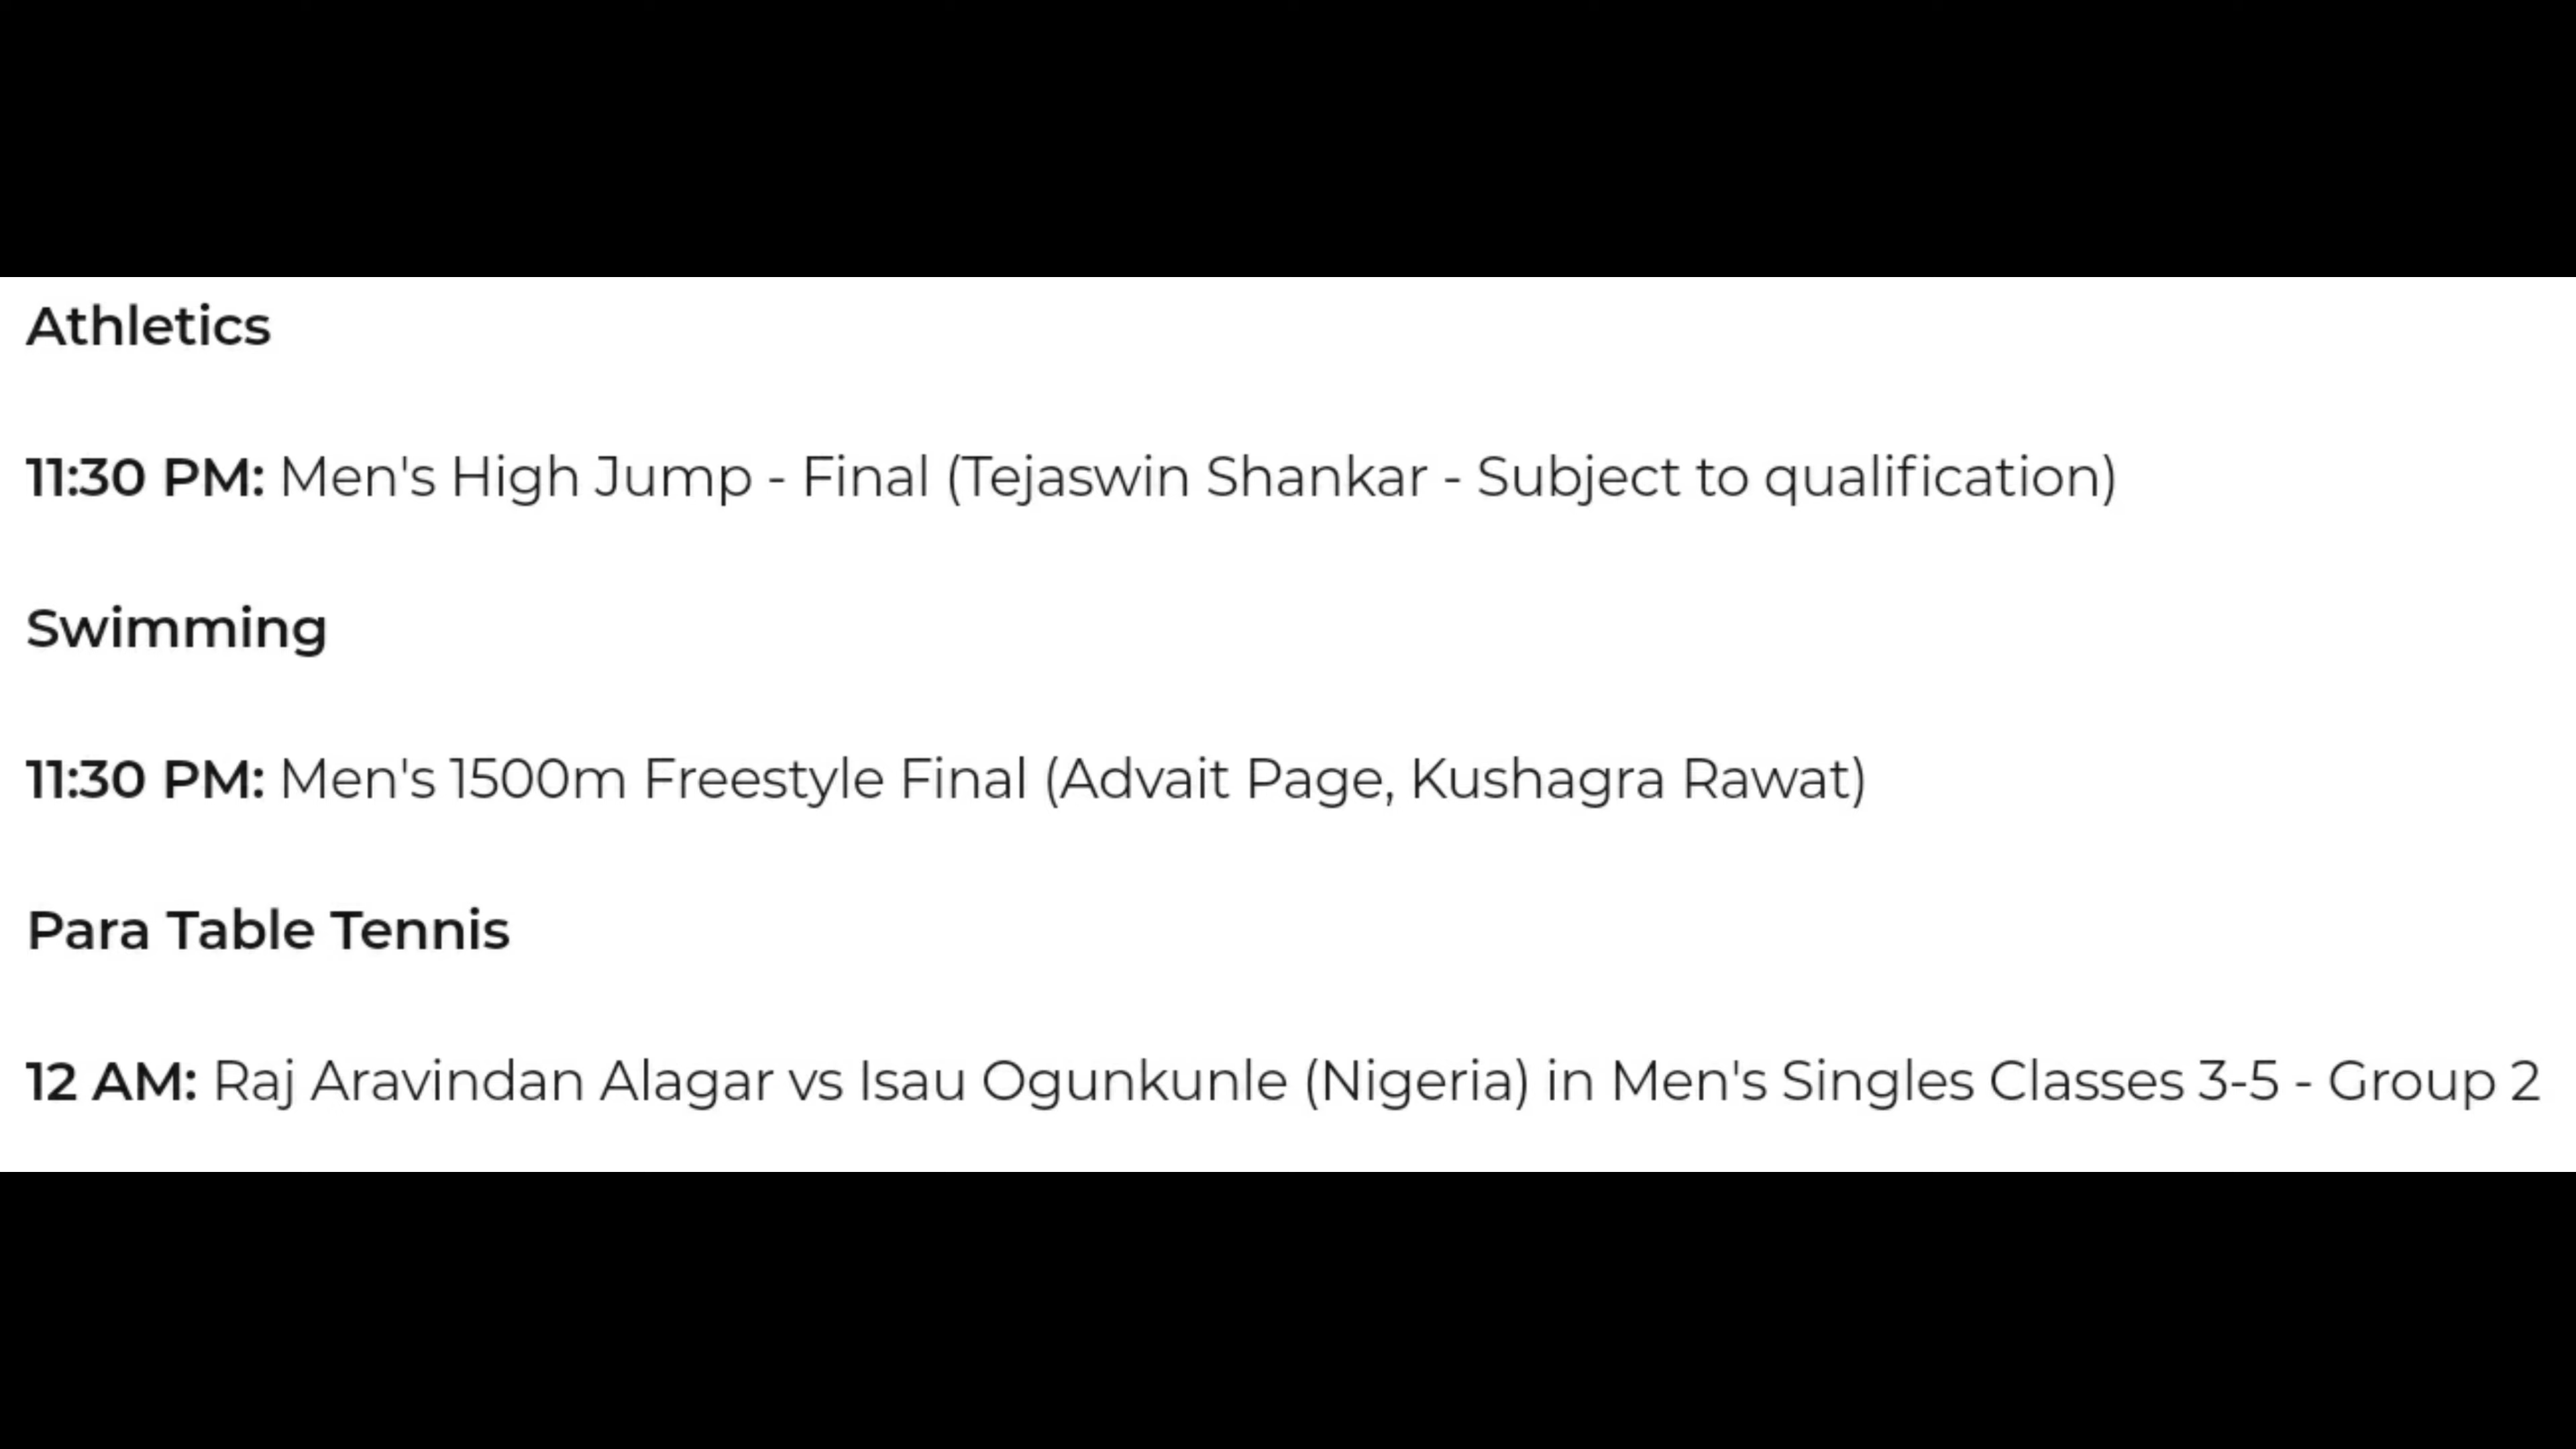 Athletics
11:30 PM: Men's High Jump - Final (Tejaswin Shankar - Subject to qualification)
Swimming
11:30 PM: Men's 1500m Freestyle Final (Advait Page, Kushagra Rawat)
Para Table Tennis
12 AM: Raj Aravindan Alagar vs Isau Ogunkunle (Nigeria) in Men's Singles Classes 3-5 - Group 2